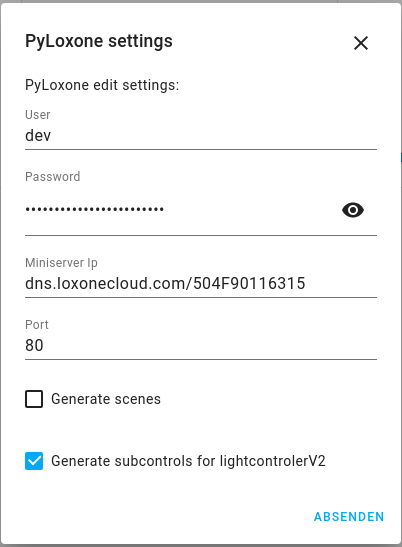 PyLoxone settings
PyLoxone edit settings:
User
dev
Password
••••••••••••••••••••••••
Miniserver Ip
dns.loxonecloud.com/504F90116315
Port
80
Generate scenes
Generate subcontrols for lightcontrolerV2
ABSENDEN